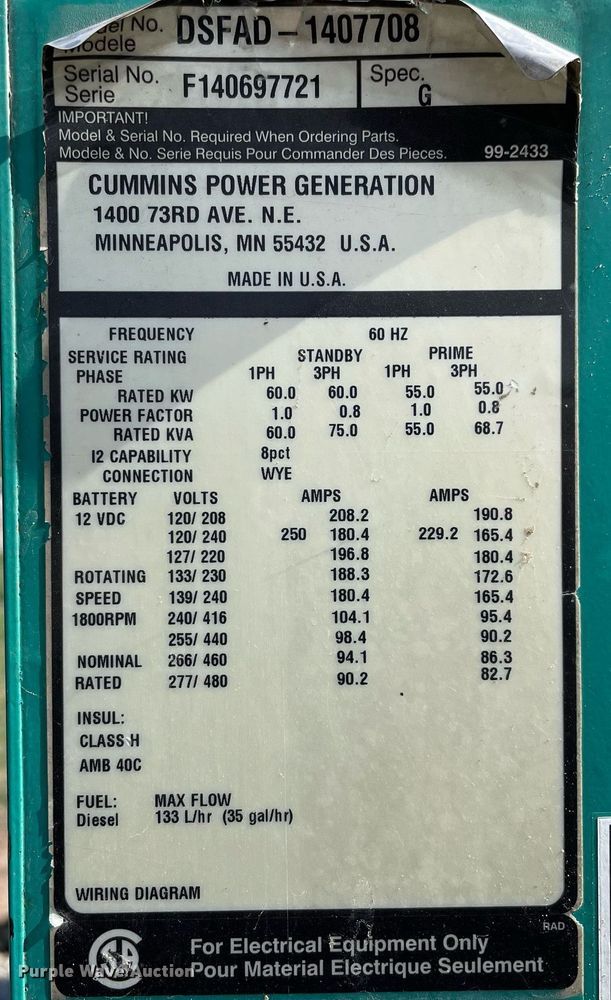 No. DSFAD-1407708
Modele
Serial No. F140697721 Spec. G
Serie
IMPORTANT!
Model & Serial No. Required When Ordering Parts.
Modele & No. Serie Requis Pour Commander Des Pieces. 99-2433
CUMMINS POWER GENERATION
1400 73RD AVE. N.E.
MINNEAPOLIS, MN 55432 U.S.A.
MADE IN U.S.A.
FREQUENCY 60 HZ
SERVICE RATING STANDBY PRIME
PHASE 1PH 3PH 1PH 3PH
RATED KW 60.0 60.0 55.0 55.0
POWER FACTOR 1.0 0.8 1.0 0.8
RATED KVA 60.0 75.0 55.0 68.7
I2 CAPABILITY 8pct
CONNECTION WYE
BATTERY VOLTS AMPS AMPS
12 VDC 120/ 208 208.2 190.8
120/ 240 250 180.4 229.2 165.4
127/ 220 196.8 180.4
ROTATING 133/ 230 188.3 172.6
SPEED 139/ 240 180.4 165.4
1800RPM 240/ 416 104.1 95.4
255/ 440 98.4 90.2
NOMINAL 266/ 460 94.1 86.3
RATED 277/ 480 90.2 82.7
INSUL:
CLASS H
AMB 40C
FUEL: MAX FLOW
Diesel 133 L/hr (35 gal/hr)
WIRING DIAGRAM
RAD
For Electrical Equipment Only
Pour Material Electrique Seulement
Purple Wave Auction